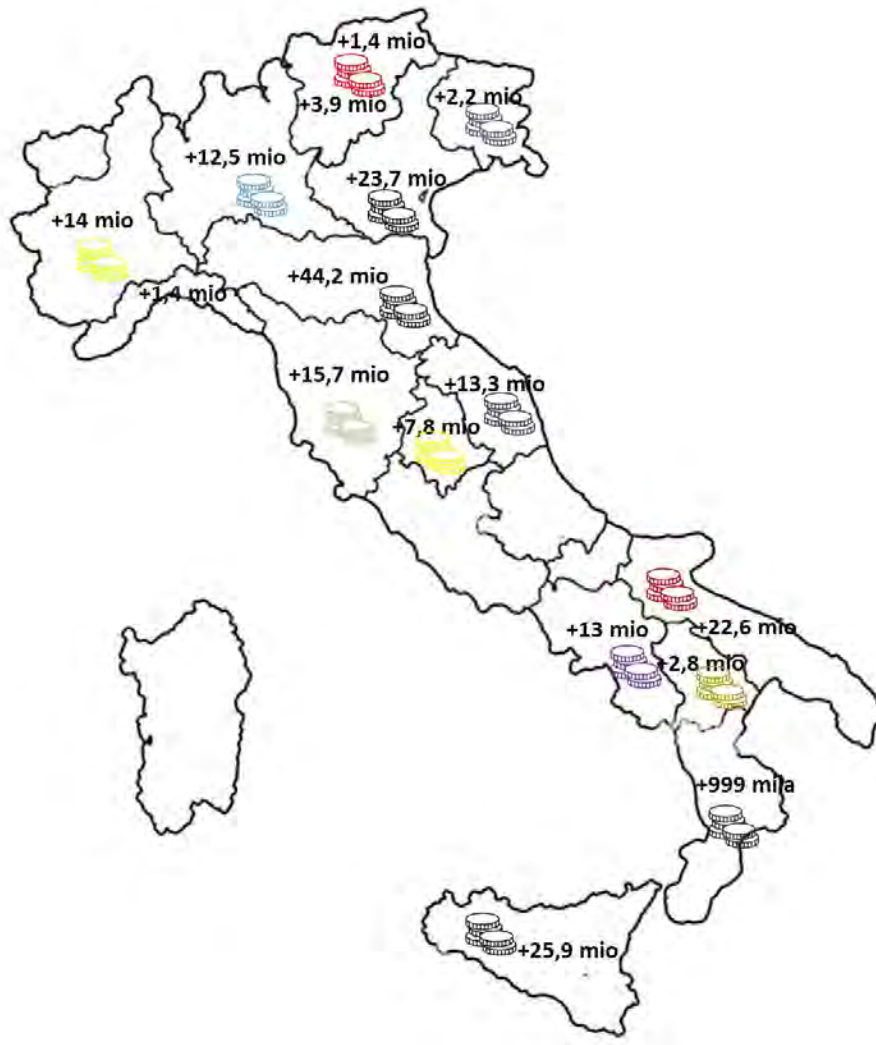 +1,4 mio
+3,9 mio
+2,2 mio
+12,5 mio
+23,7 mio
+14 mio
+44,2 mio
+1,4 mio
+15,7 mio
+13,3 mio
+7,8 mio
+13 mio
+22,6 mio
+2,8 mio
+999 mila
+25,9 mio